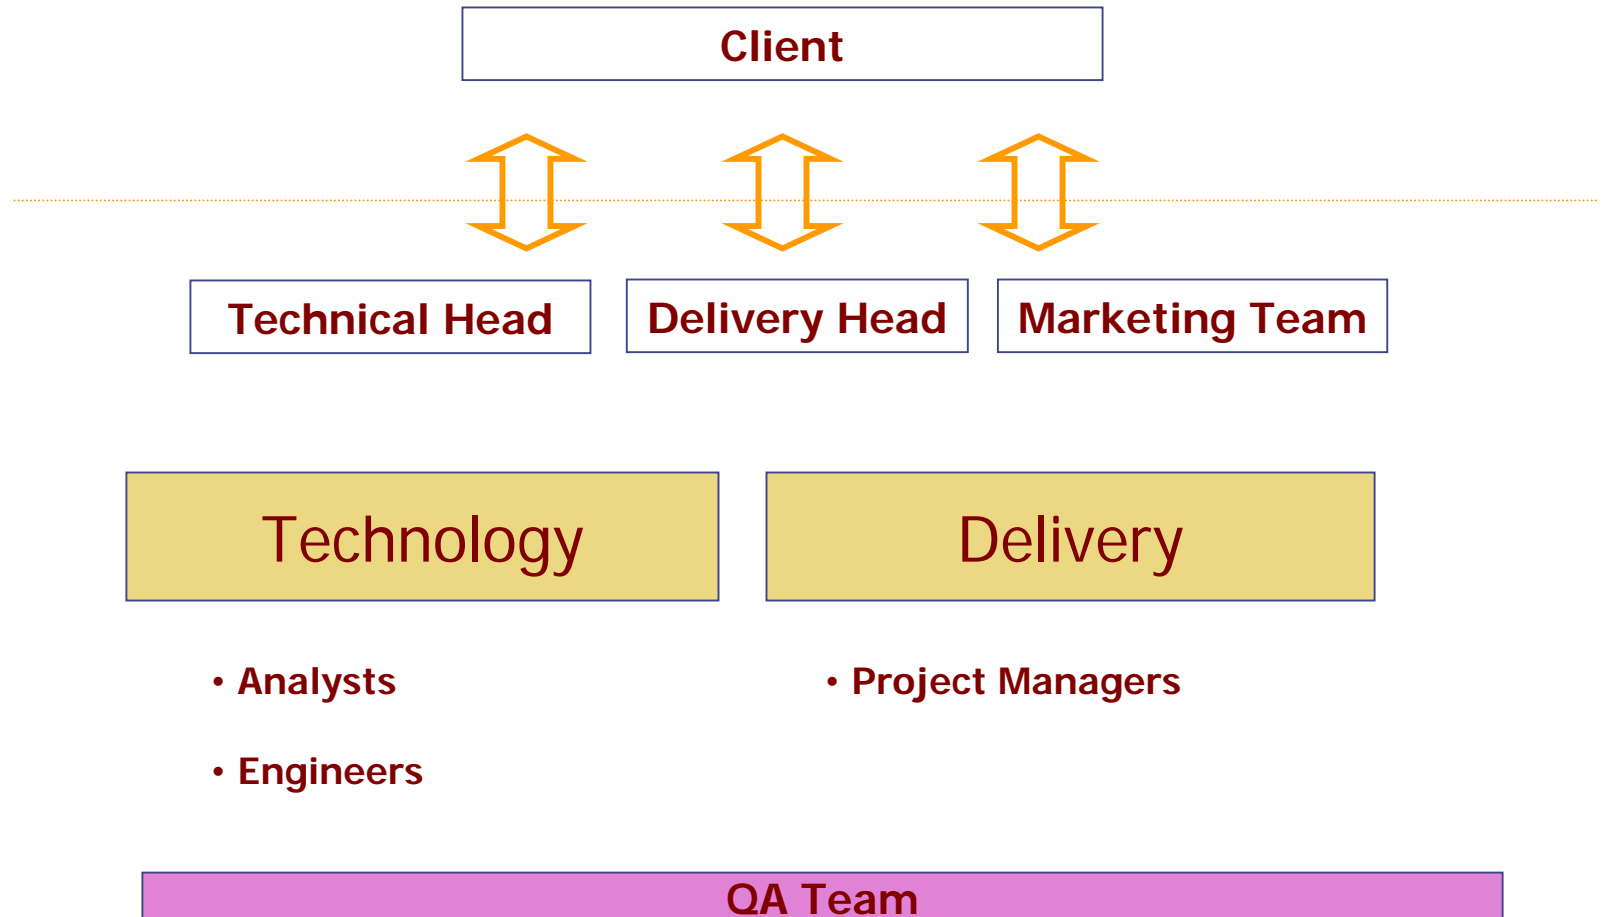 Client
Technical Head Delivery Head Marketing Team
Technology Delivery
• Analysts • Project Managers
• Engineers
QA Team